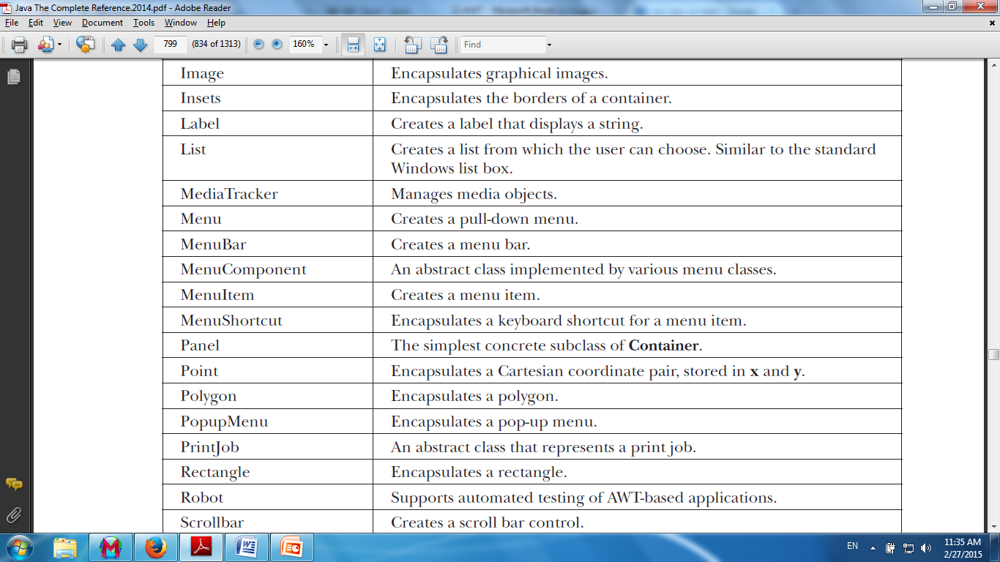 Java The Complete Reference.2014.pdf - Adobe Reader
File Edit View Document Tools Window Help
799 (834 of 1313) 160% Find
Image Encapsulates graphical images.
Insets Encapsulates the borders of a container.
Label Creates a label that displays a string.
List Creates a list from which the user can choose. Similar to the standard
Windows list box.
MediaTracker Manages media objects.
Menu Creates a pull-down menu.
MenuBar Creates a menu bar.
MenuComponent An abstract class implemented by various menu classes.
MenuItem Creates a menu item.
MenuShortcut Encapsulates a keyboard shortcut for a menu item.
Panel The simplest concrete subclass of Container.
Point Encapsulates a Cartesian coordinate pair, stored in x and y.
Polygon Encapsulates a polygon.
PopupMenu Encapsulates a pop-up menu.
PrintJob An abstract class that represents a print job.
Rectangle Encapsulates a rectangle.
Robot Supports automated testing of AWT-based applications.
Scrollbar Creates a scroll bar control.
EN 11:35 AM
2/27/2015